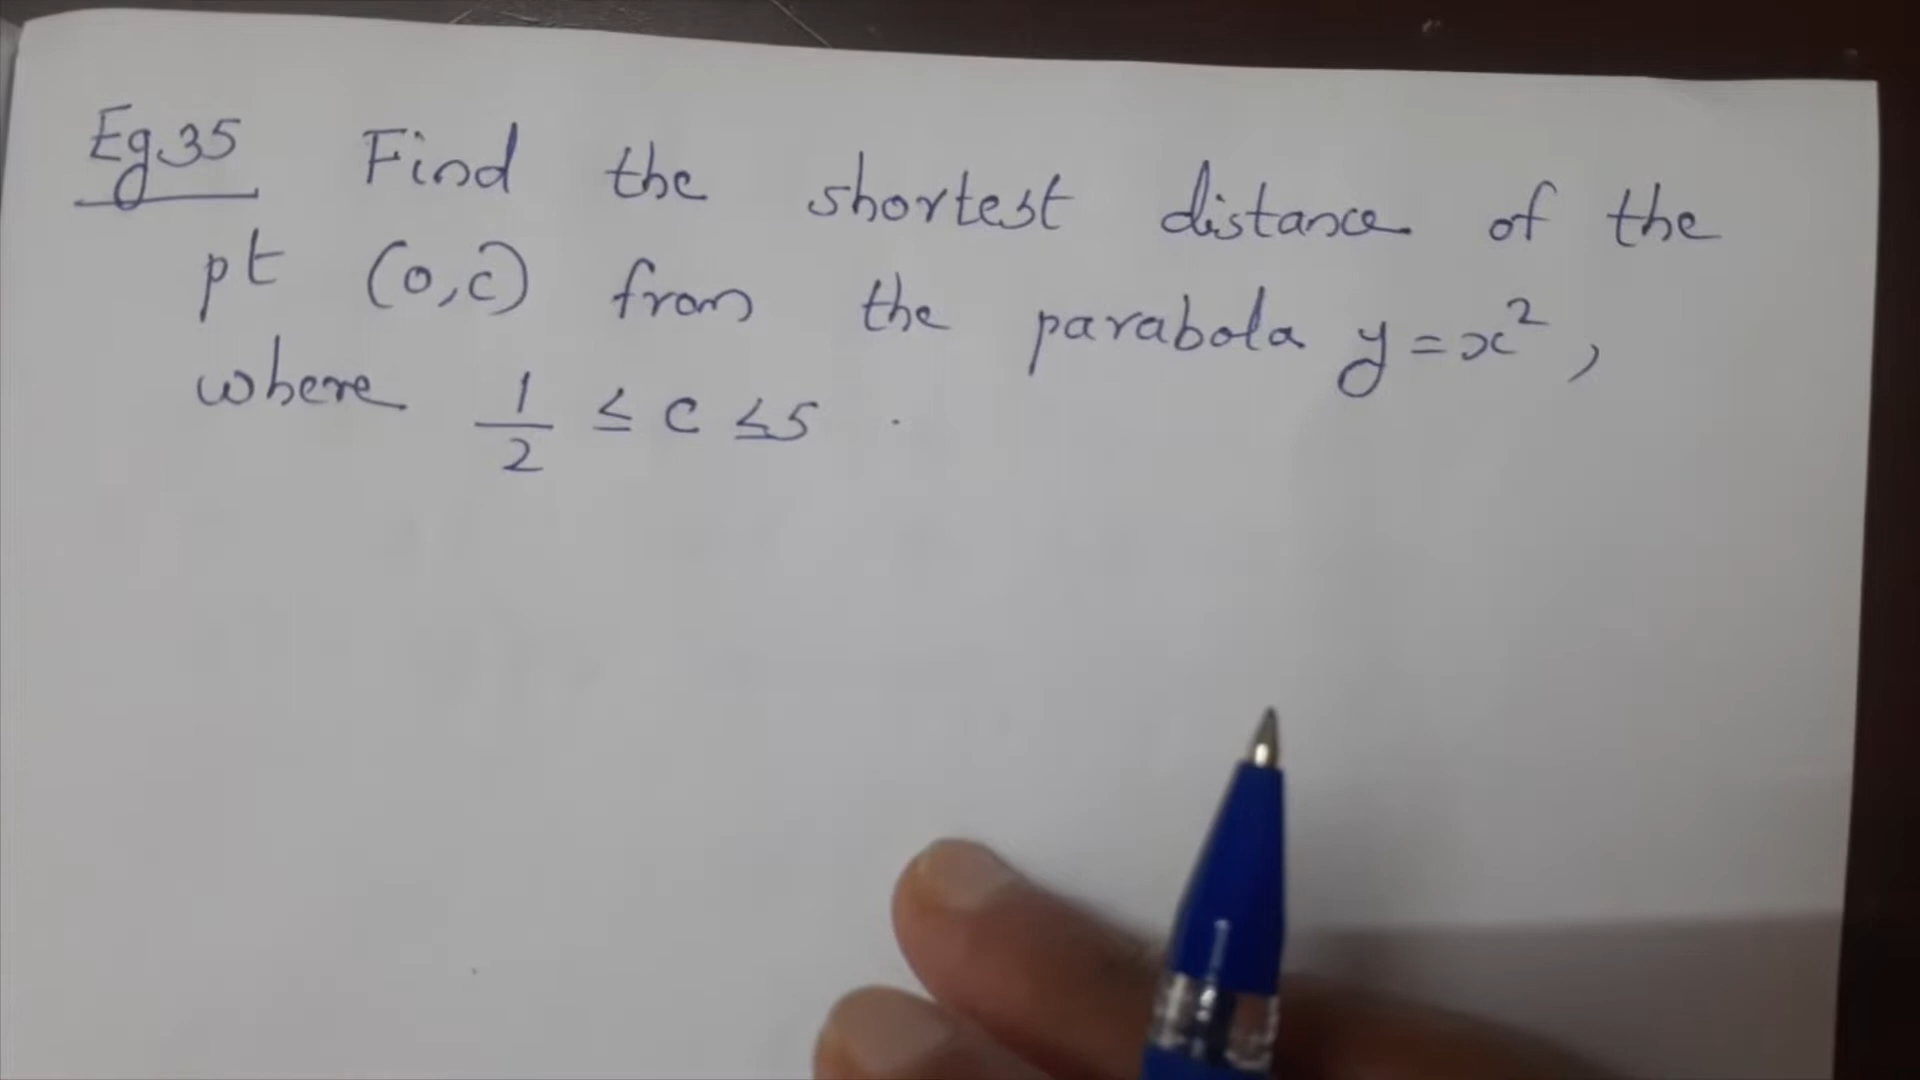 Eg.35 Find the shortest distance of the
pt (0,c) from the parabola y=x²,
where 1/2 ≤ c ≤5.